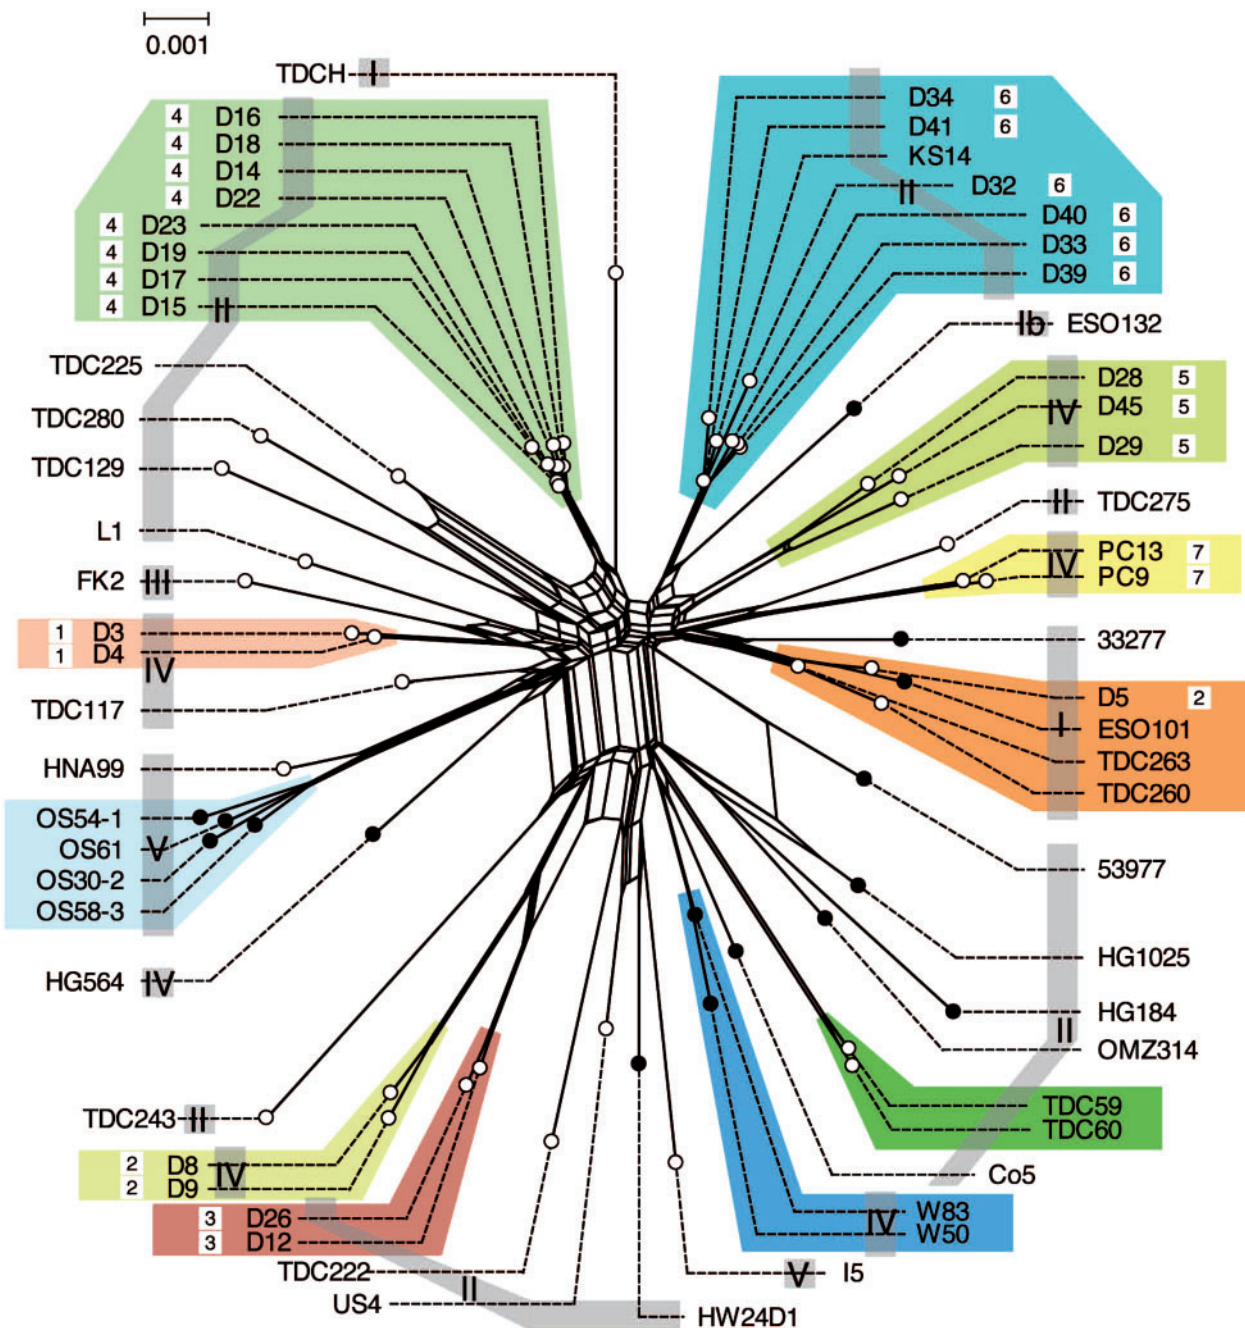 0.001
TDCH I
4 D16
4 D18
4 D14
4 D22
4 D23
4 D19
4 D17
4 D15 II
TDC225
TDC280
TDC129
L1
FK2 III
1 D3
1 D4
IV
TDC117
HNA99
OS54-1
OS61 V
OS30-2
OS58-3
HG564 IV
TDC243 II
2 D8
2 D9
IV
3 D26
3 D12
TDC222
II
US4
HW24D1
V I5
D34 6
D41 6
KS14
II D32 6
D40 6
D33 6
D39 6
Ib ESO132
D28 5
IV D45 5
D29 5
II TDC275
PC13 7
IV
PC9 7
33277
D5 2
I ESO101
TDC263
TDC260
53977
HG1025
HG184
II
OMZ314
TDC59
TDC60
Co5
W83
IV
W50